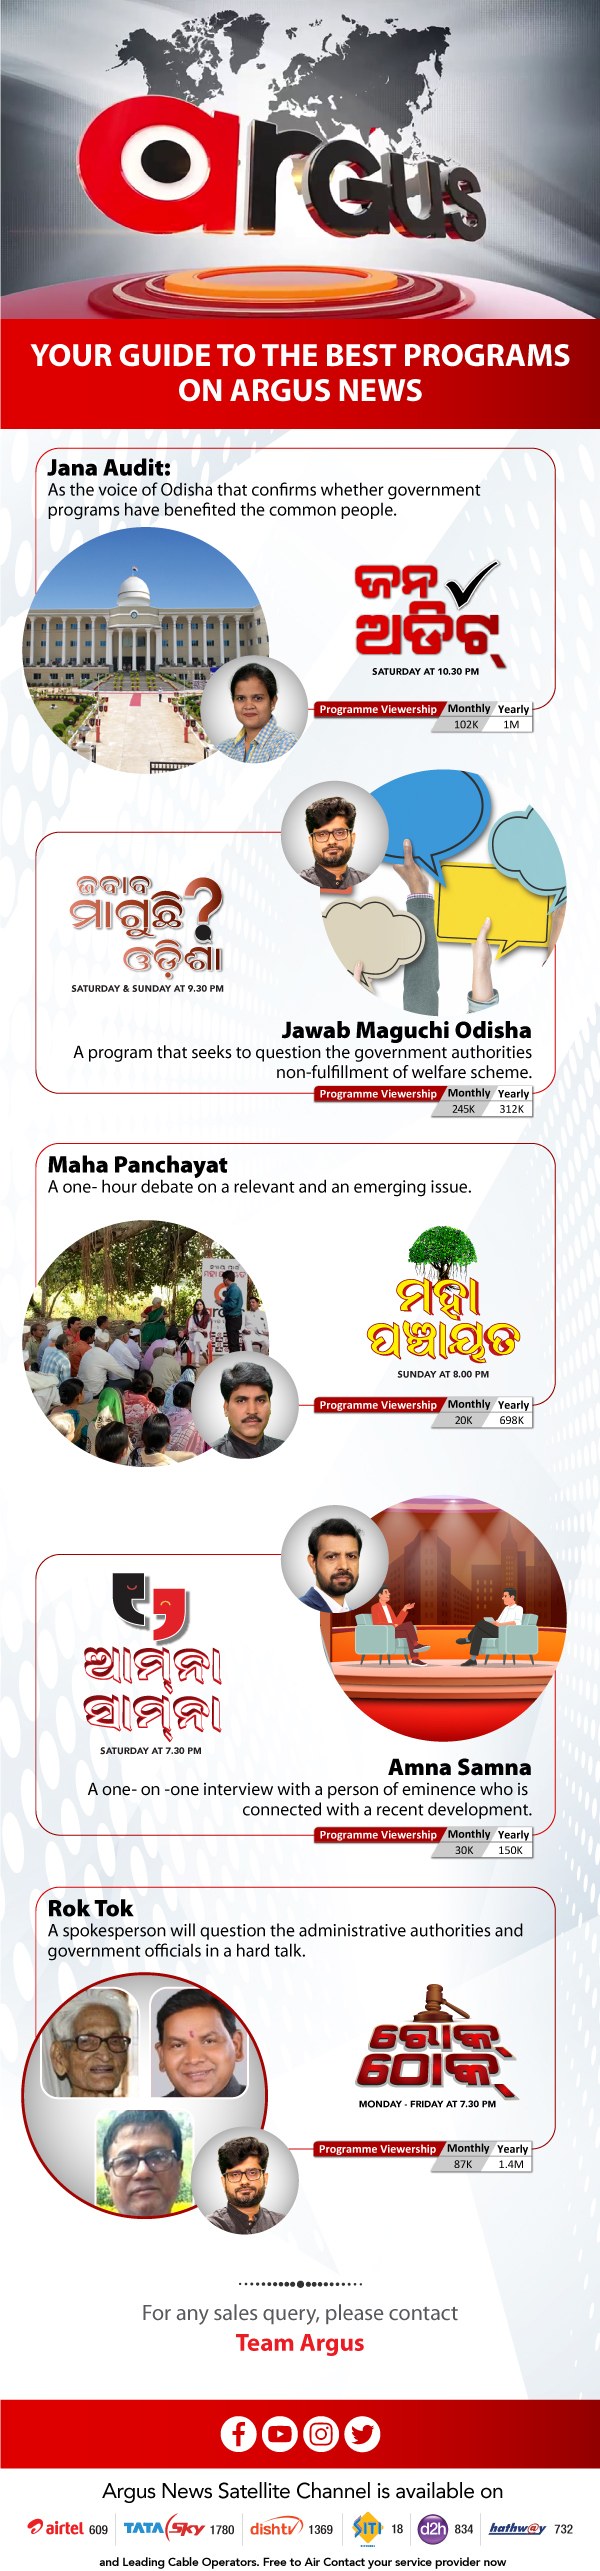 argus
YOUR GUIDE TO THE BEST PROGRAMS
ON ARGUS NEWS
Jana Audit:
As the voice of Odisha that confirms whether government
programs have benefited the common people.
ଜନ
ଅଡିଟ୍
SATURDAY AT 10.30 PM
Programme Viewership Monthly Yearly
102K 1M
ଜବାବ
ମାଗୁଛି ?
ଓଡ଼ିଶା
SATURDAY & SUNDAY AT 9.30 PM
Jawab Maguchi Odisha
A program that seeks to question the government authorities
non-fulfillment of welfare scheme.
Programme Viewership Monthly Yearly
245K 312K
Maha Panchayat
A one- hour debate on a relevant and an emerging issue.
ମହା
ପଞ୍ଚାୟତ
SUNDAY AT 8.00 PM
Programme Viewership Monthly Yearly
20K 698K
ଆମ୍ନା
ସାମ୍ନା
SATURDAY AT 7.30 PM
Amna Samna
A one- on -one interview with a person of eminence who is
connected with a recent development.
Programme Viewership Monthly Yearly
30K 150K
Rok Tok
A spokesperson will question the administrative authorities and
government officials in a hard talk.
ରୋକ୍
ଠୋକ୍
MONDAY - FRIDAY AT 7.30 PM
Programme Viewership Monthly Yearly
87K 1.4M
For any sales query, please contact
Team Argus
Argus News Satellite Channel is available on
airtel 609 TATA Sky 1780 dishtv 1369 SITI 18 d2h 834 hathw@y 732
and Leading Cable Operators. Free to Air Contact your service provider now